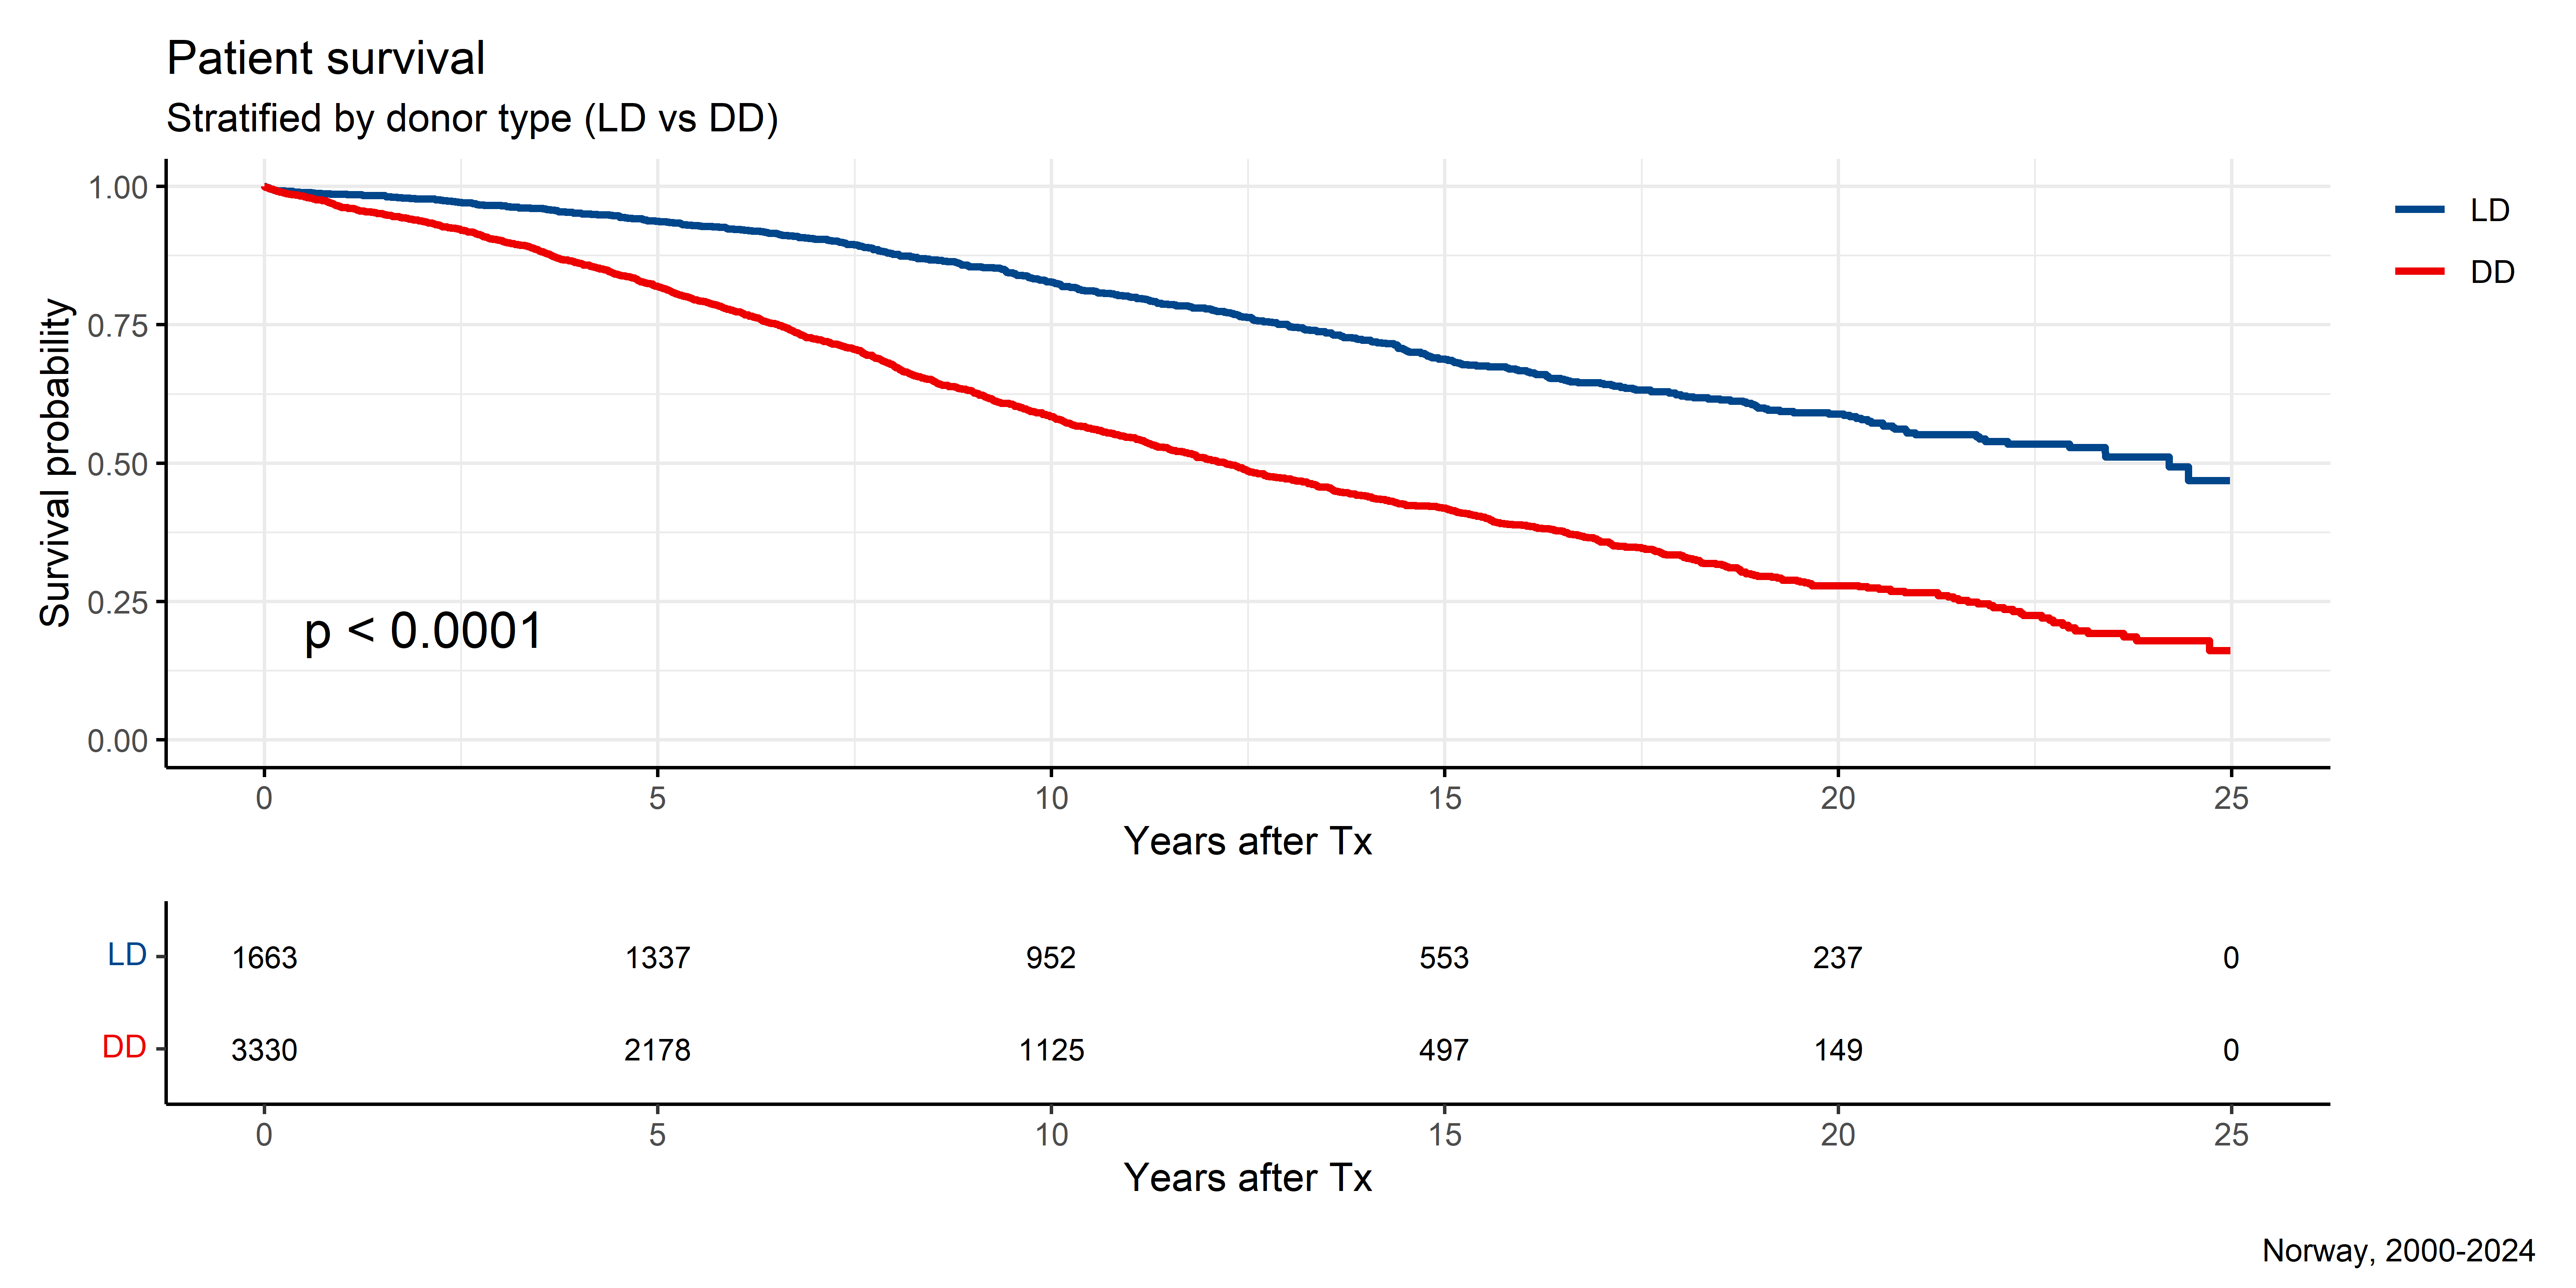 Patient survival
Stratified by donor type (LD vs DD)
Survival probability
1.00
0.75
0.50
0.25
0.00
p < 0.0001
LD
DD
0 5 10 15 20 25
Years after Tx
LD 1663 1337 952 553 237 0
DD 3330 2178 1125 497 149 0
0 5 10 15 20 25
Years after Tx
Norway, 2000-2024